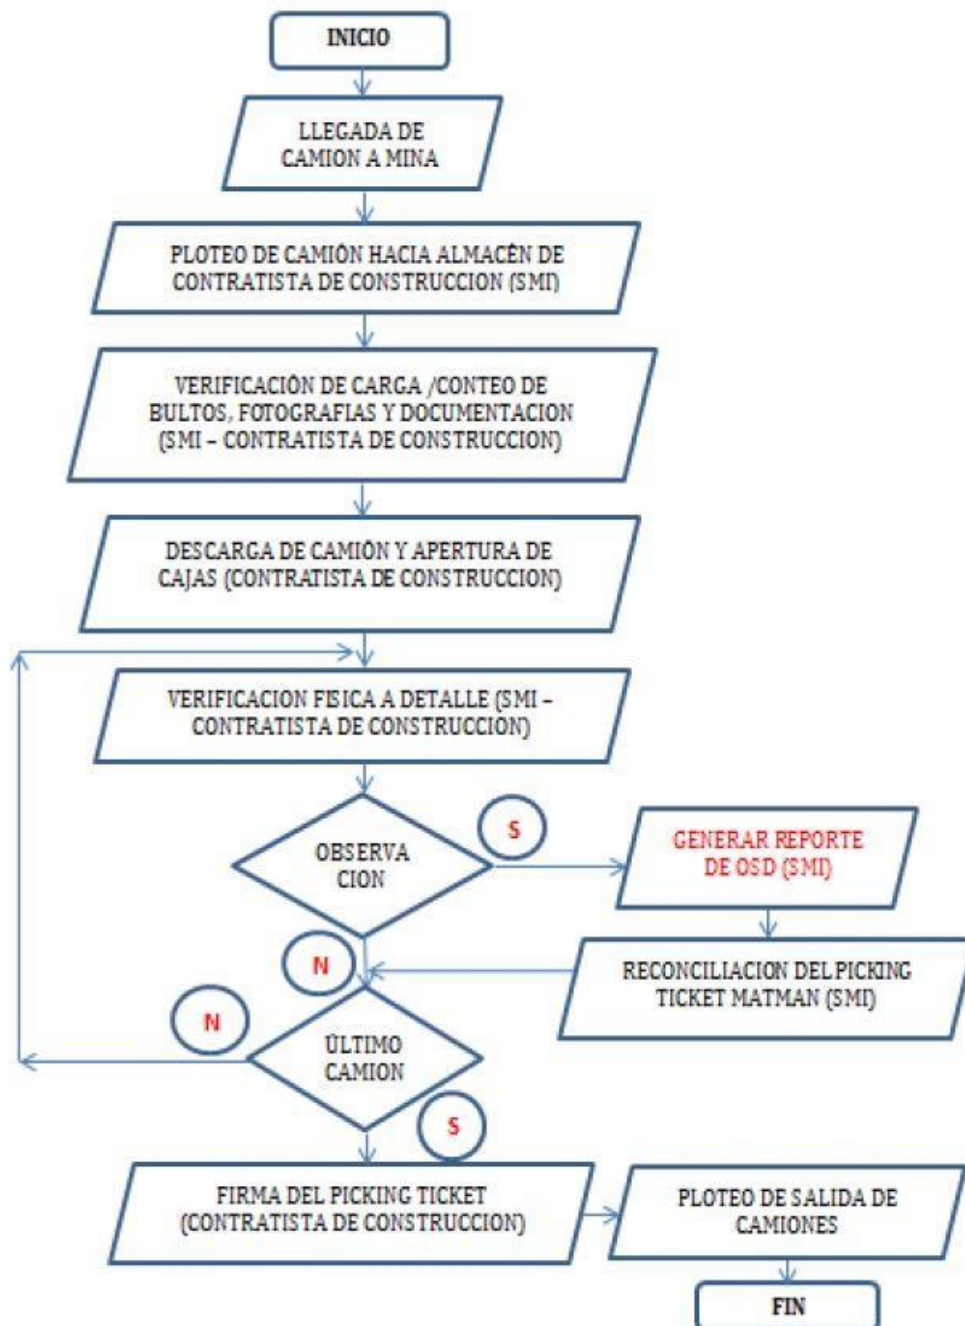 INICIO
LLEGADA DE
CAMION A MINA
PLOTEO DE CAMIÓN HACIA ALMACÉN DE
CONTRATISTA DE CONSTRUCCION (SMI)
VERIFICACIÓN DE CARGA /CONTEO DE
BULTOS, FOTOGRAFIAS Y DOCUMENTACION
(SMI – CONTRATISTA DE CONSTRUCCION)
DESCARGA DE CAMIÓN Y APERTURA DE
CAJAS (CONTRATISTA DE CONSTRUCCION)
VERIFICACION FISICA A DETALLE (SMI –
CONTRATISTA DE CONSTRUCCION)
OBSERVA
CION
S
GENERAR REPORTE
DE OSD (SMI)
RECONCILIACION DEL PICKING
TICKET MATMAN (SMI)
N
N
ÚLTIMO
CAMION
S
FIRMA DEL PICKING TICKET
(CONTRATISTA DE CONSTRUCCION)
PLOTEO DE SALIDA DE
CAMIONES
FIN